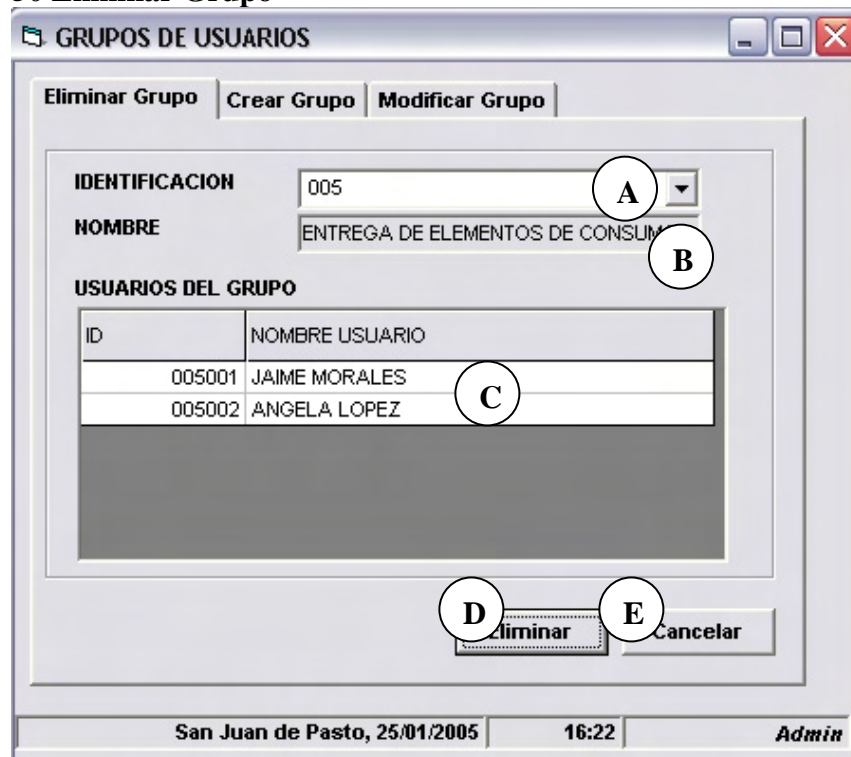 GRUPOS DE USUARIOS
Eliminar Grupo Crear Grupo Modificar Grupo
IDENTIFICACION 005 A
NOMBRE ENTREGA DE ELEMENTOS DE CONSUM
B
USUARIOS DEL GRUPO
ID NOMBRE USUARIO
005001 JAIME MORALES
005002 ANGELA LOPEZ
C
D Eliminar E Cancelar
San Juan de Pasto, 25/01/2005 16:22 Admin